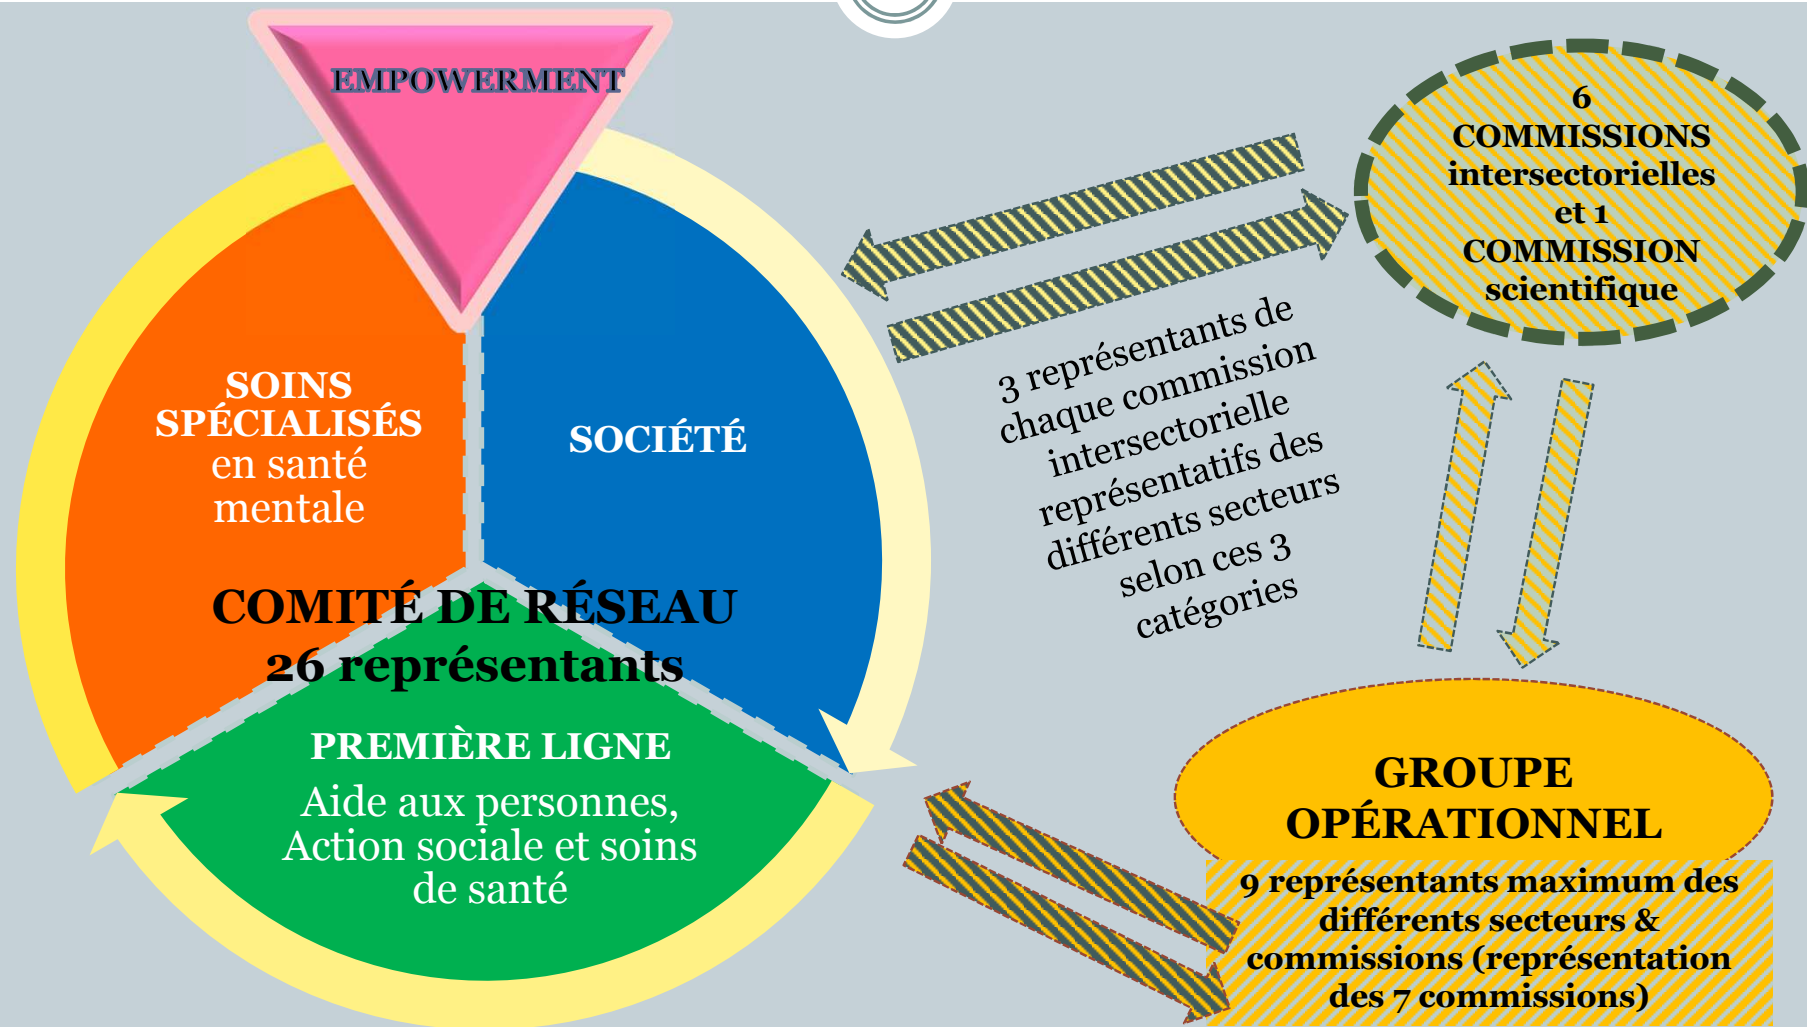 EMPOWERMENT
SOINS
SPÉCIALISÉS
en santé
mentale
SOCIÉTÉ
COMITÉ DE RÉSEAU
26 représentants
PREMIÈRE LIGNE
Aide aux personnes,
Action sociale et soins
de santé
3 représentants de
chaque commission
intersectorielle
représentatifs des
différents secteurs
selon ces 3
catégories
6
COMMISSIONS
intersectorielles
et 1
COMMISSION
scientifique
GROUPE
OPÉRATIONNEL
9 représentants maximum des
différents secteurs &
commissions (représentation
des 7 commissions)